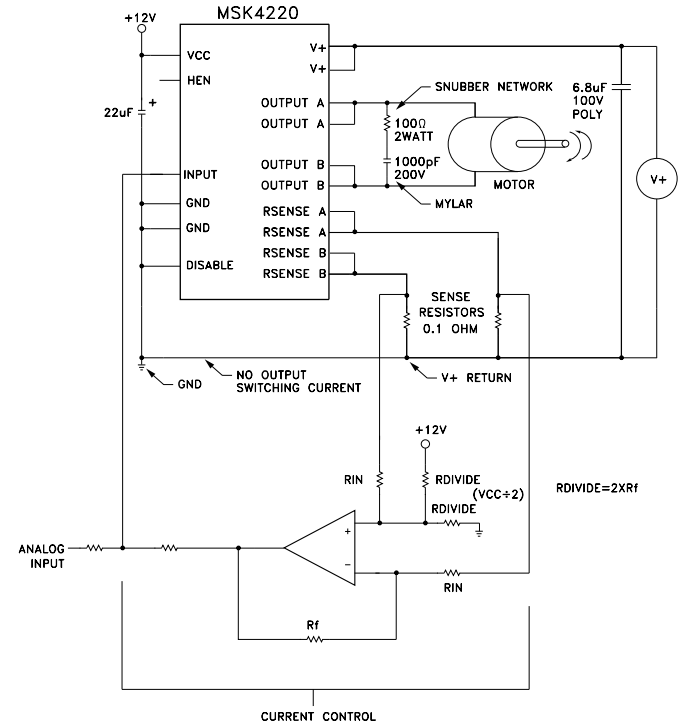 MSK4220
+12V
VCC
HEN
22uF
+
INPUT
GND
GND
DISABLE
V+
V+
OUTPUT A
OUTPUT A
OUTPUT B
OUTPUT B
RSENSE A
RSENSE A
RSENSE B
RSENSE B
SNUBBER NETWORK
100Ω
2WATT
1000pF
200V
MYLAR
MOTOR
6.8uF
100V
POLY
V+
SENSE
RESISTORS
0.1 OHM
GND
NO OUTPUT
SWITCHING CURRENT
V+ RETURN
+12V
RIN
RDIVIDE
(VCC÷2)
RDIVIDE
RDIVIDE=2XRf
+
−
ANALOG
INPUT
RIN
Rf
CURRENT CONTROL